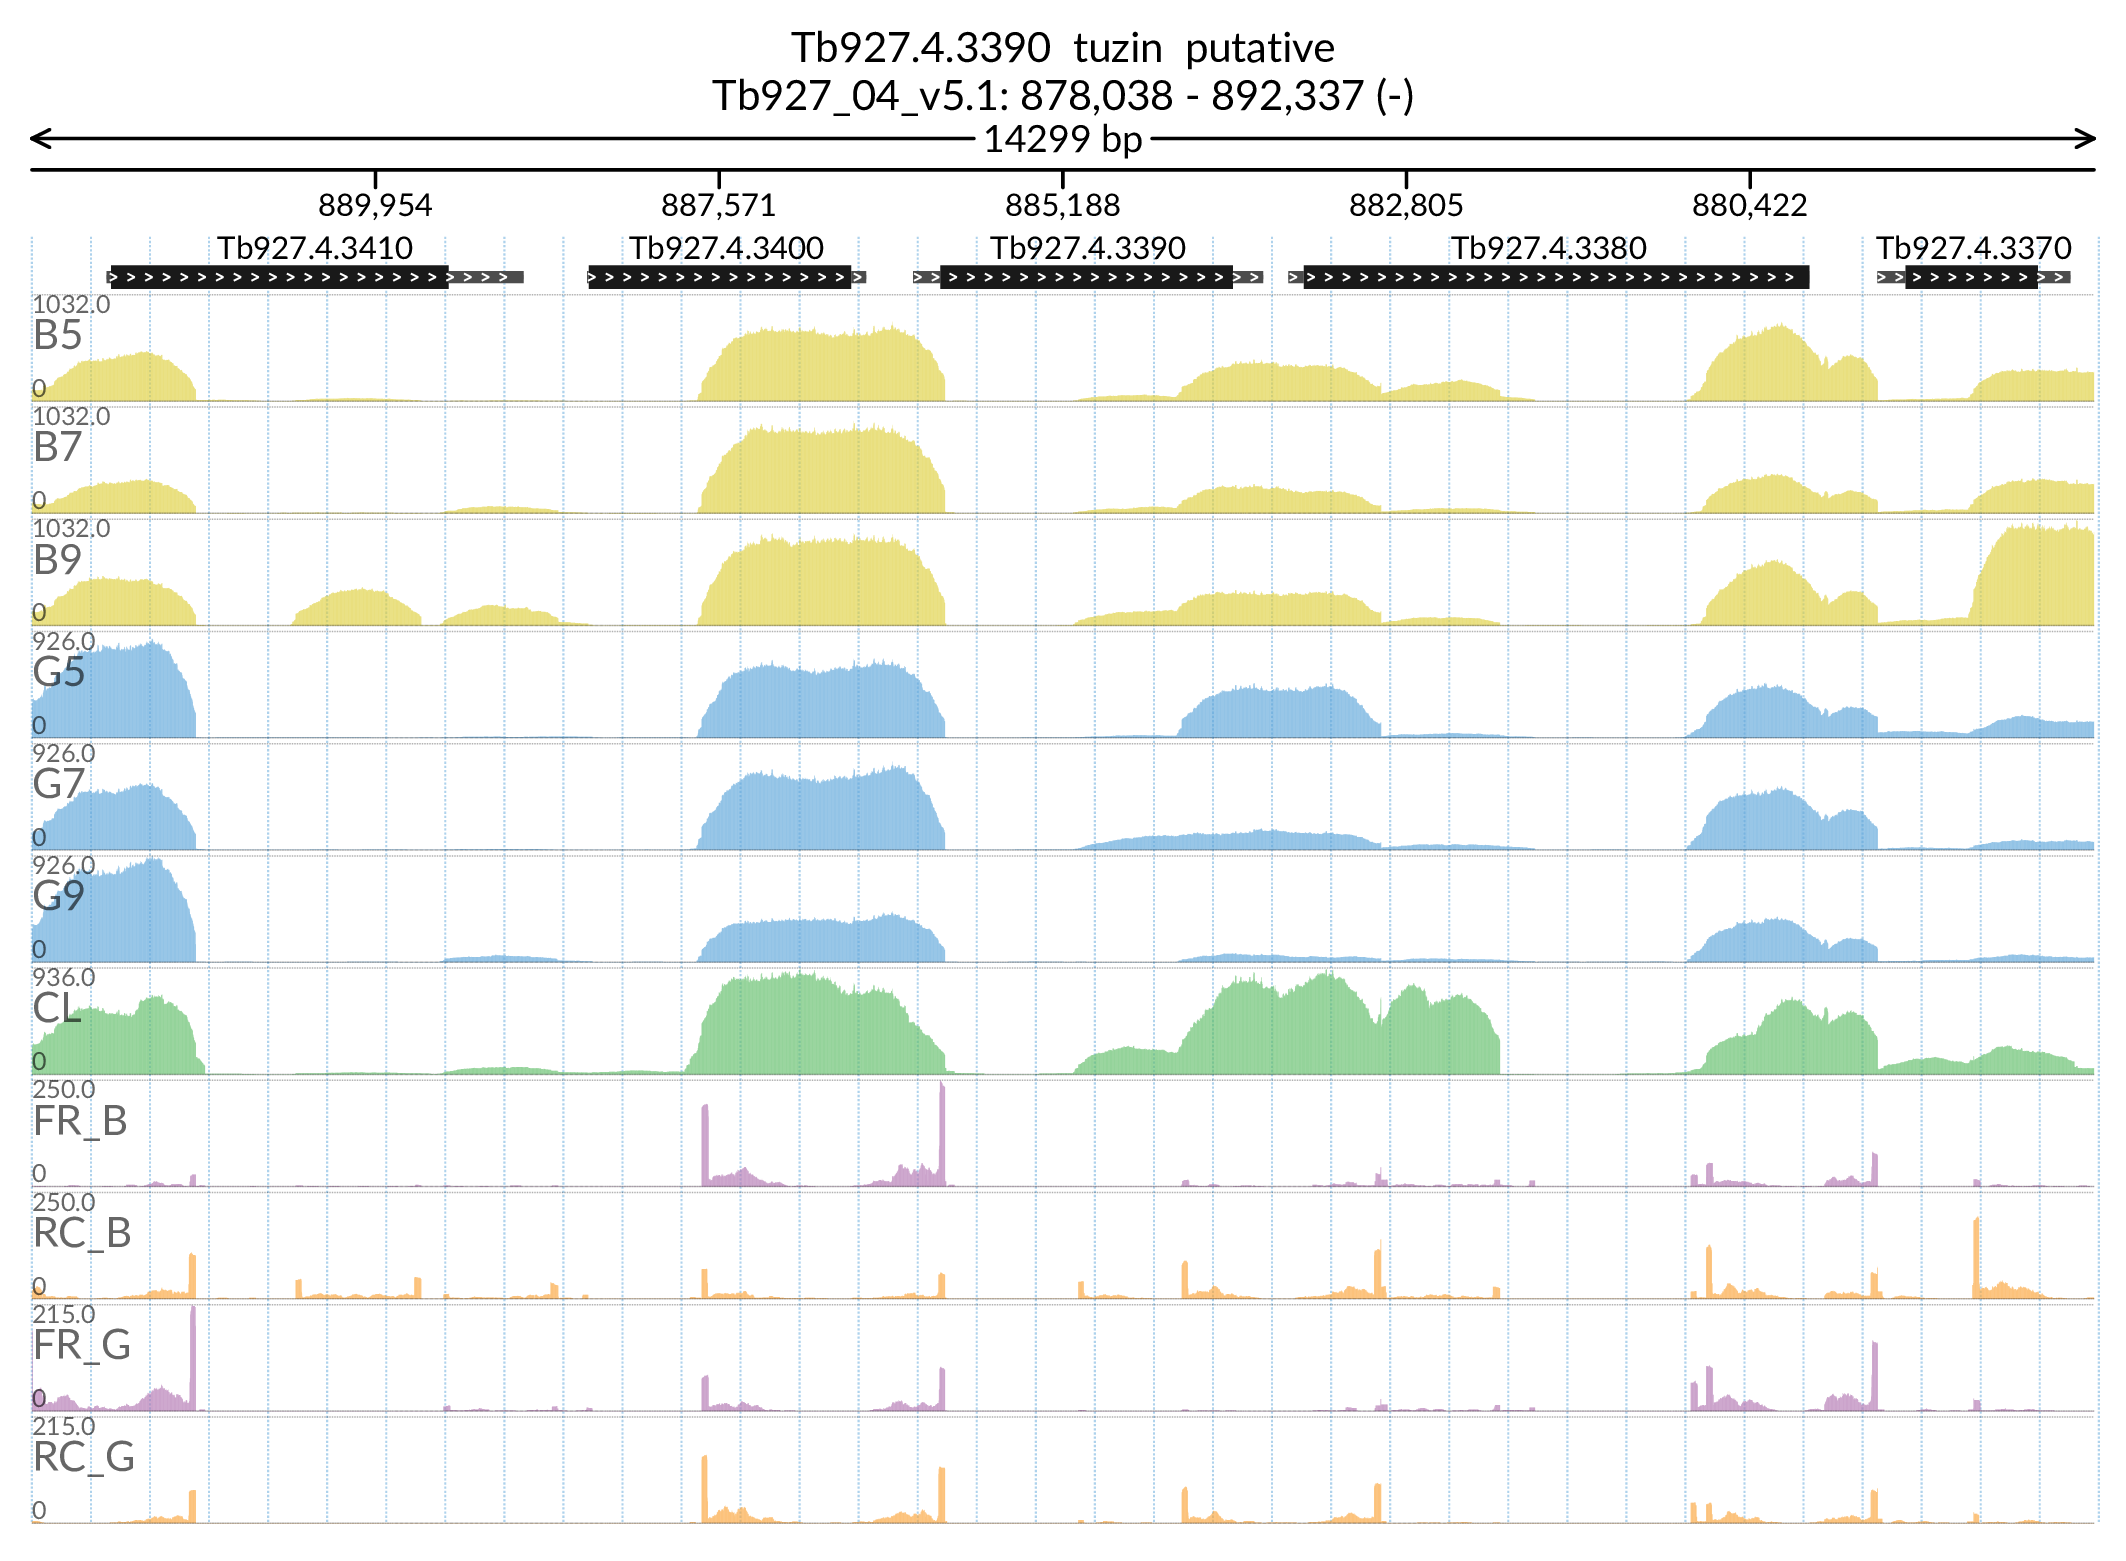 Tb927.4.3390 tuzin putative
Tb927_04_v5.1: 878,038 - 892,337 (-)
14299 bp
889,954 887,571 885,188 882,805 880,422
Tb927.4.3410 Tb927.4.3400 Tb927.4.3390 Tb927.4.3380 Tb927.4.3370
1032.0
B5
0
1032.0
B7
0
1032.0
B9
0
926.0
G5
0
926.0
G7
0
926.0
G9
0
936.0
CL
0
250.0
FR_B
0
250.0
RC_B
0
215.0
FR_G
0
215.0
RC_G
0